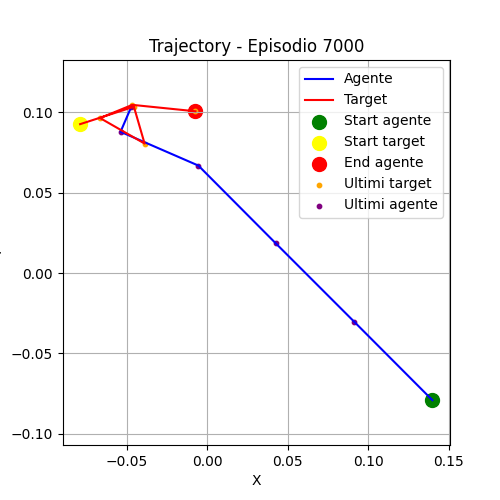 Trajectory - Episodio 7000
Agente
Target
Start agente
Start target
End agente
Ultimi target
Ultimi agente
0.10
0.05
0.00
−0.05
−0.10
−0.05
0.00
0.05
0.10
0.15
X